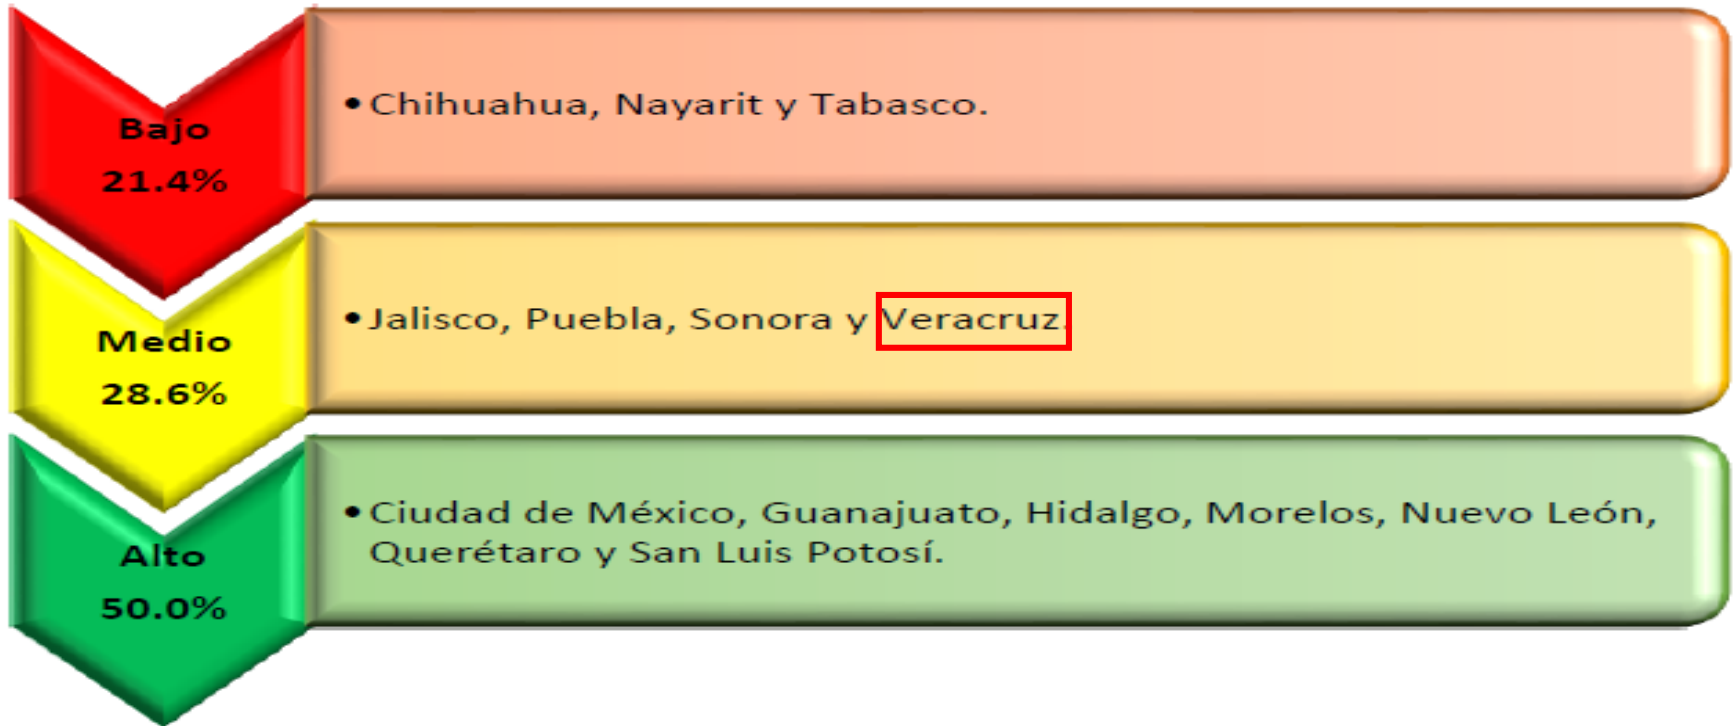 Bajo
21.4%
•Chihuahua, Nayarit y Tabasco.
Medio
28.6%
•Jalisco, Puebla, Sonora y Veracruz.
Alto
50.0%
•Ciudad de México, Guanajuato, Hidalgo, Morelos, Nuevo León,
Querétaro y San Luis Potosí.